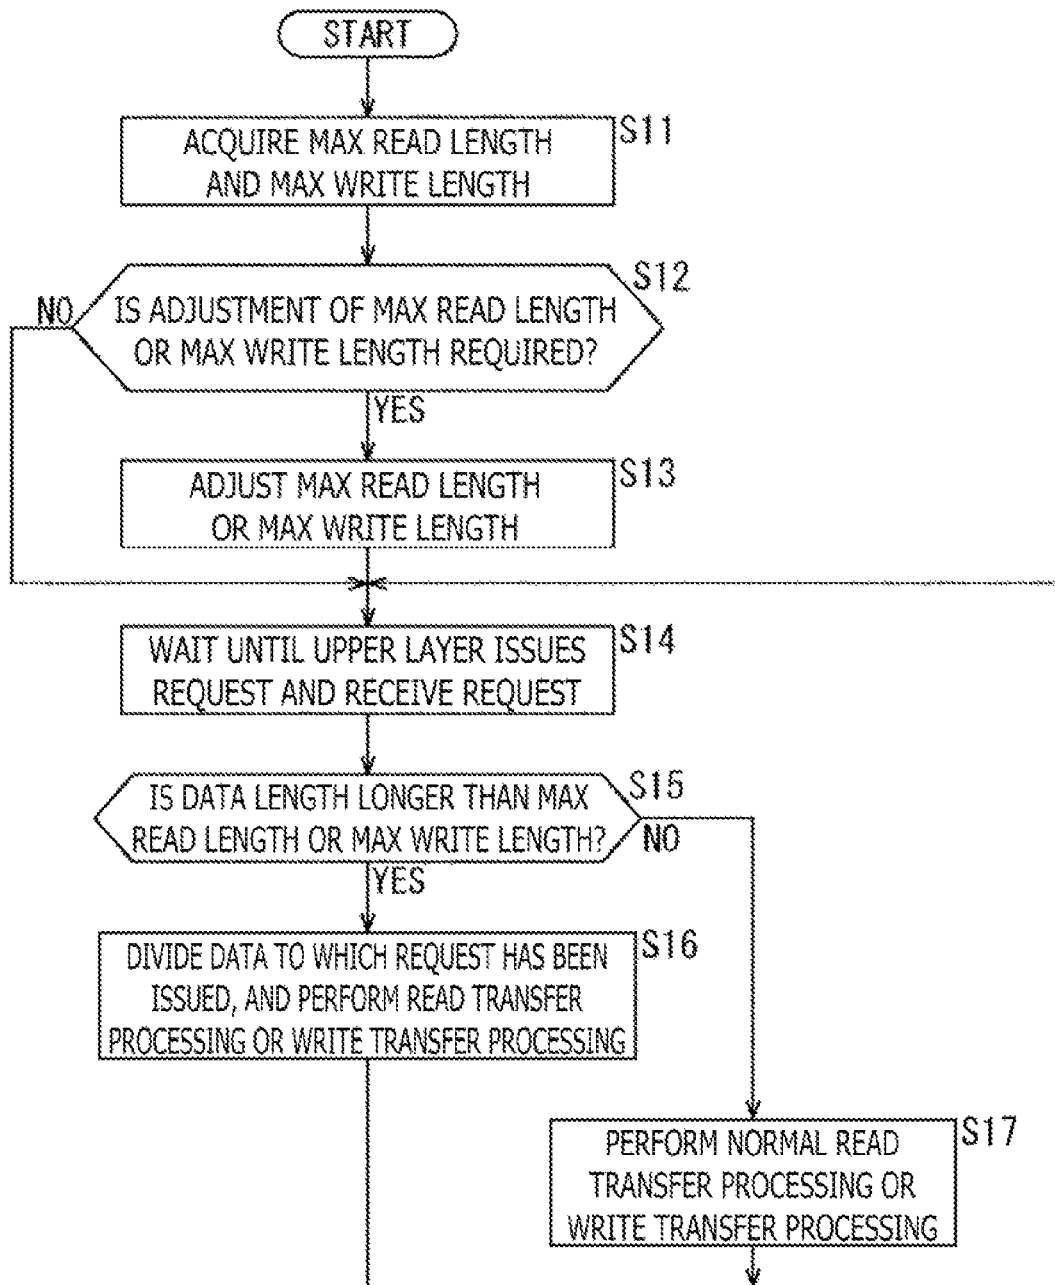 START
S11
ACQUIRE MAX READ LENGTH
AND MAX WRITE LENGTH
S12
NO
IS ADJUSTMENT OF MAX READ LENGTH
OR MAX WRITE LENGTH REQUIRED?
YES
S13
ADJUST MAX READ LENGTH
OR MAX WRITE LENGTH
S14
WAIT UNTIL UPPER LAYER ISSUES
REQUEST AND RECEIVE REQUEST
S15
IS DATA LENGTH LONGER THAN MAX
READ LENGTH OR MAX WRITE LENGTH?
NO
YES
S16
DIVIDE DATA TO WHICH REQUEST HAS BEEN
ISSUED, AND PERFORM READ TRANSFER
PROCESSING OR WRITE TRANSFER PROCESSING
S17
PERFORM NORMAL READ
TRANSFER PROCESSING OR
WRITE TRANSFER PROCESSING